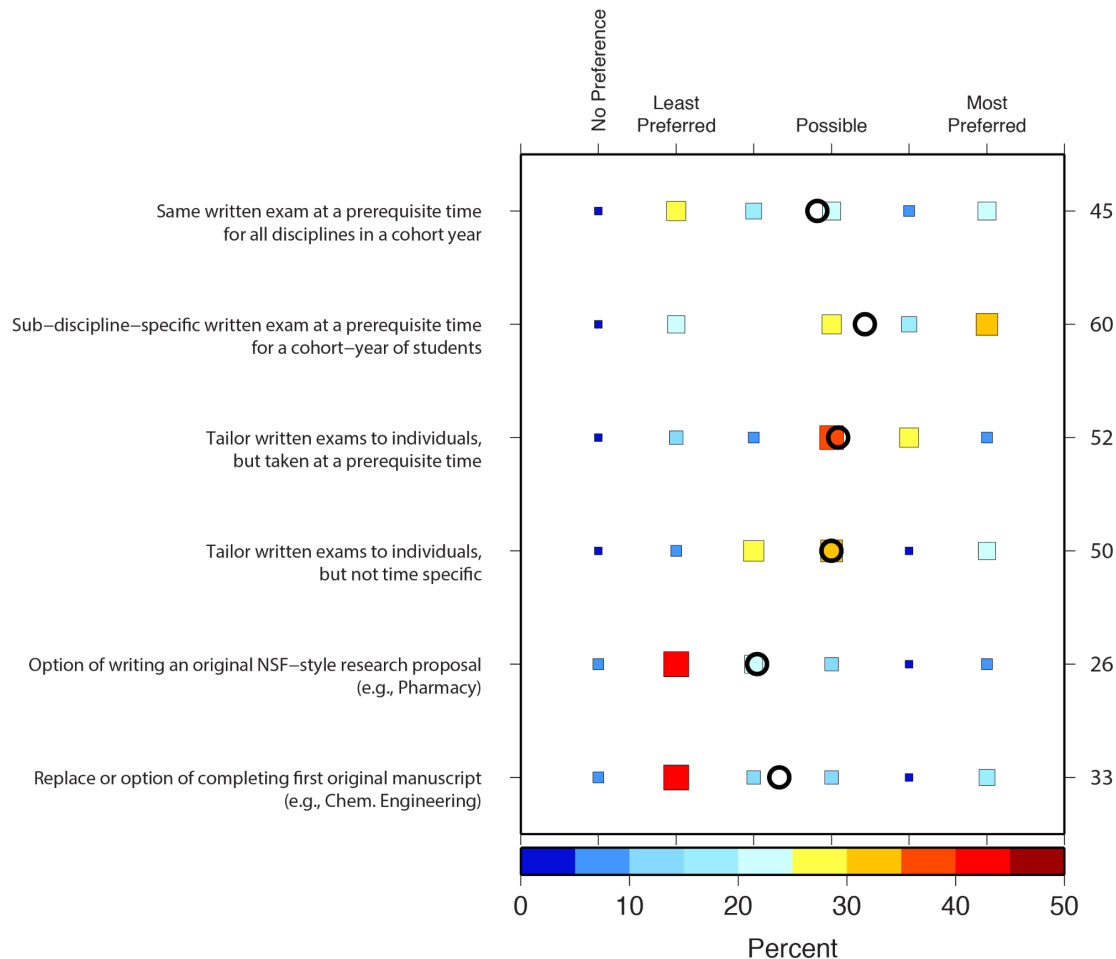 No Preference
Least
Preferred
Possible
Most
Preferred
Same written exam at a prerequisite time
for all disciplines in a cohort year
45
Sub−discipline−specific written exam at a prerequisite time
for a cohort−year of students
60
Tailor written exams to individuals,
but taken at a prerequisite time
52
Tailor written exams to individuals,
but not time specific
50
Option of writing an original NSF−style research proposal
(e.g., Pharmacy)
26
Replace or option of completing first original manuscript
(e.g., Chem. Engineering)
33
0 10 20 30 40 50
Percent